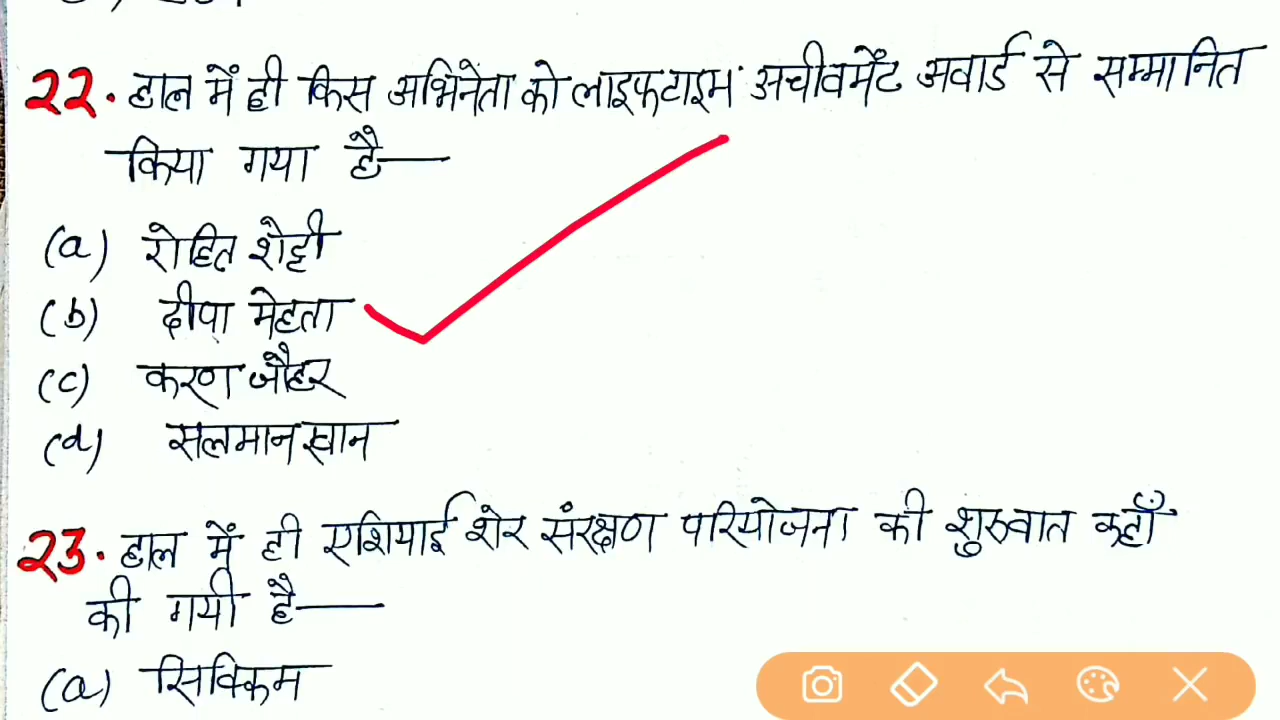 22. हाल में ही किस अभिनेता को लाइफटाइम अचीवमेंट अवार्ड से सम्मानित
किया गया है—
(a) रोहित शेट्टी
(b) दीपा मेहता
(c) करण जौहर
(d) सलमान खान
23. हाल में ही एशियाई शेर संरक्षण परियोजना की शुरुवात कहाँ
की गयी है—
(a) सिक्किम